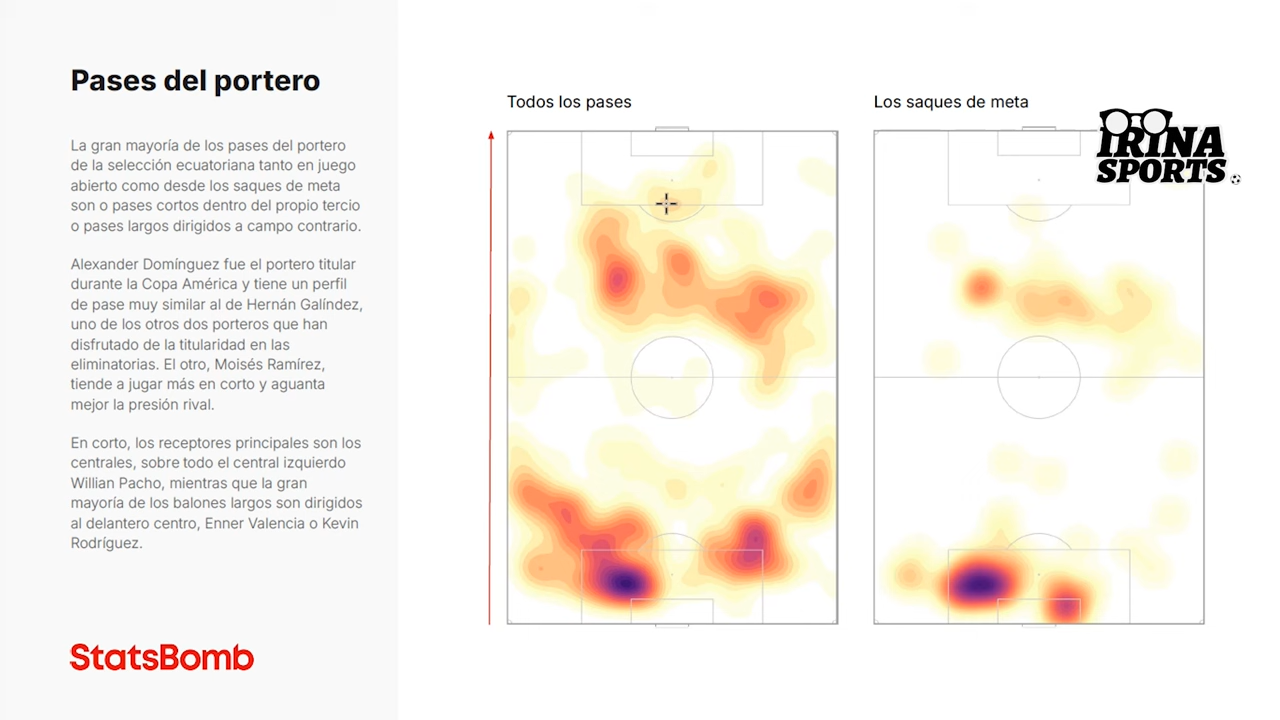 Pases del portero
La gran mayoría de los pases del portero
de la selección ecuatoriana tanto en juego
abierto como desde los saques de meta
son o pases cortos dentro del propio tercio
o pases largos dirigidos a campo contrario.
Alexander Domínguez fue el portero titular
durante la Copa América y tiene un perfil
de pase muy similar al de Hernán Galíndez,
uno de los otros dos porteros que han
disfrutado de la titularidad en las
eliminatorias. El otro, Moisés Ramírez,
tiende a jugar más en corto y aguanta
mejor la presión rival.
En corto, los receptores principales son los
centrales, sobre todo el central izquierdo
Willian Pacho, mientras que la gran
mayoría de los balones largos son dirigidos
al delantero centro, Enner Valencia o Kevin
Rodríguez.
StatsBomb
Todos los pases
Los saques de meta
IRINA
SPORTS